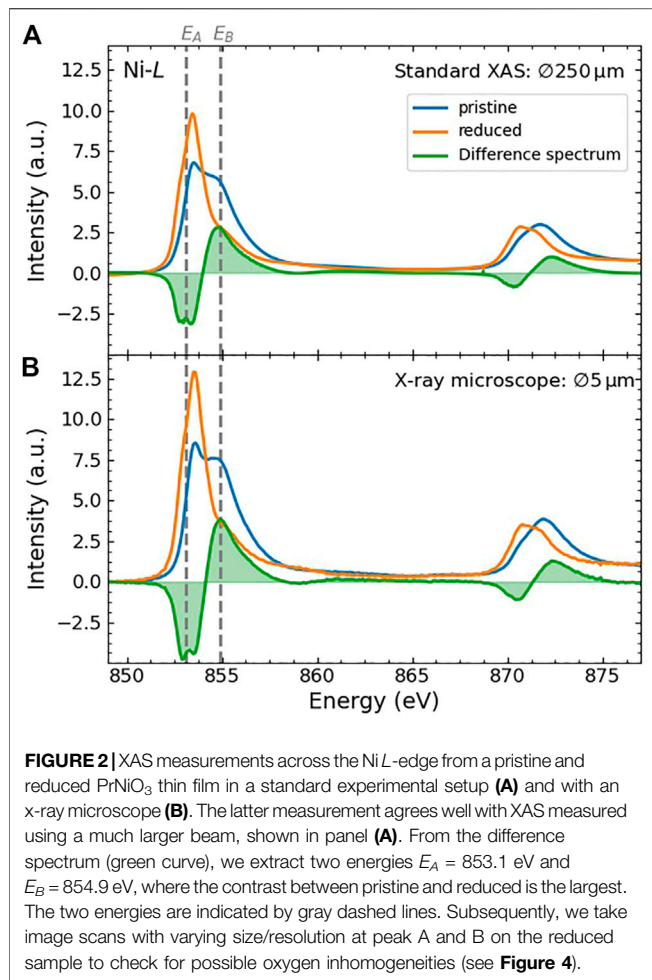 A
E_A E_B
Ni-L
Standard XAS: Ø250 μm
pristine
reduced
Difference spectrum
12.5
10.0
7.5
5.0
2.5
0.0
−2.5
Intensity (a.u.)
B
X-ray microscope: Ø5 μm
12.5
10.0
7.5
5.0
2.5
0.0
−2.5
Intensity (a.u.)
850 855 860 865 870 875
Energy (eV)
FIGURE 2 | XAS measurements across the Ni L-edge from a pristine and
reduced PrNiO₃ thin film in a standard experimental setup (A) and with an
x-ray microscope (B). The latter measurement agrees well with XAS measured
using a much larger beam, shown in panel (A). From the difference
spectrum (green curve), we extract two energies E_A = 853.1 eV and
E_B = 854.9 eV, where the contrast between pristine and reduced is the largest.
The two energies are indicated by gray dashed lines. Subsequently, we take
image scans with varying size/resolution at peak A and B on the reduced
sample to check for possible oxygen inhomogeneities (see Figure 4).